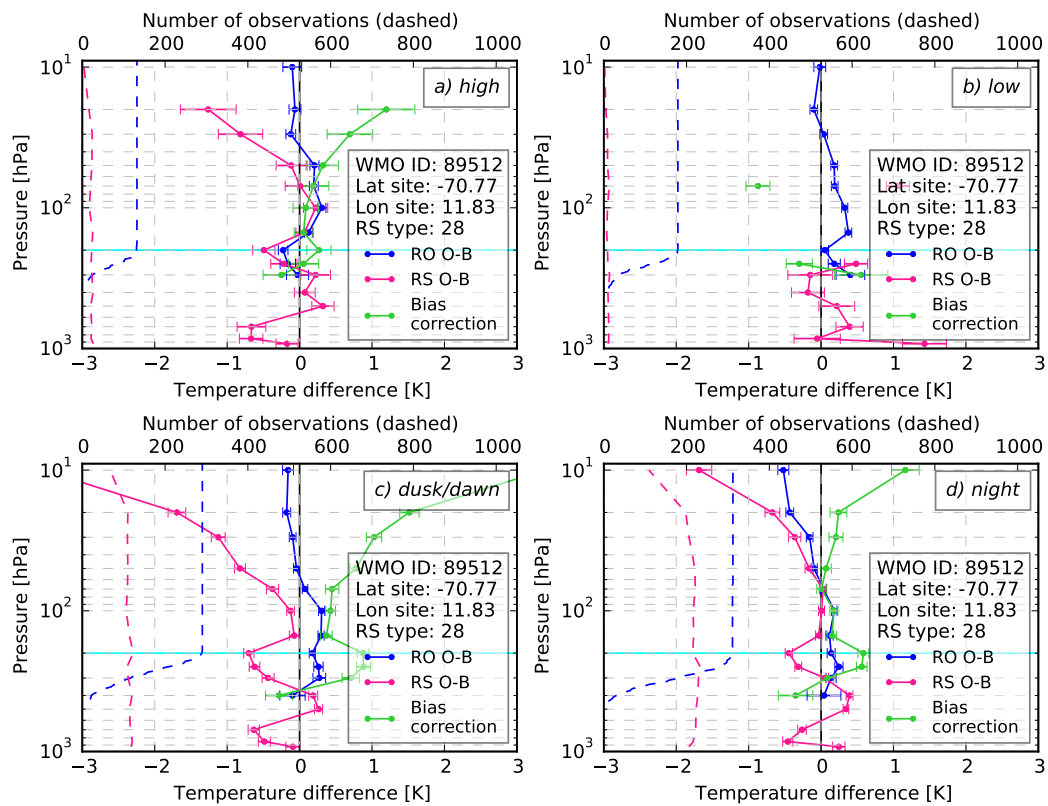 Number of observations (dashed)
0 200 400 600 800 1000
Number of observations (dashed)
0 200 400 600 800 1000
a) high
b) low
Pressure [hPa]
10¹
10²
10³
WMO ID: 89512
Lat site: -70.77
Lon site: 11.83
RS type: 28
RO O-B
RS O-B
Bias
correction
Pressure [hPa]
10¹
10²
10³
WMO ID: 89512
Lat site: -70.77
Lon site: 11.83
RS type: 28
RO O-B
RS O-B
Bias
correction
−3 −2 −1 0 1 2 3
Temperature difference [K]
−3 −2 −1 0 1 2 3
Temperature difference [K]
Number of observations (dashed)
0 200 400 600 800 1000
Number of observations (dashed)
0 200 400 600 800 1000
c) dusk/dawn
d) night
Pressure [hPa]
10¹
10²
10³
WMO ID: 89512
Lat site: -70.77
Lon site: 11.83
RS type: 28
RO O-B
RS O-B
Bias
correction
Pressure [hPa]
10¹
10²
10³
WMO ID: 89512
Lat site: -70.77
Lon site: 11.83
RS type: 28
RO O-B
RS O-B
Bias
correction
−3 −2 −1 0 1 2 3
Temperature difference [K]
−3 −2 −1 0 1 2 3
Temperature difference [K]